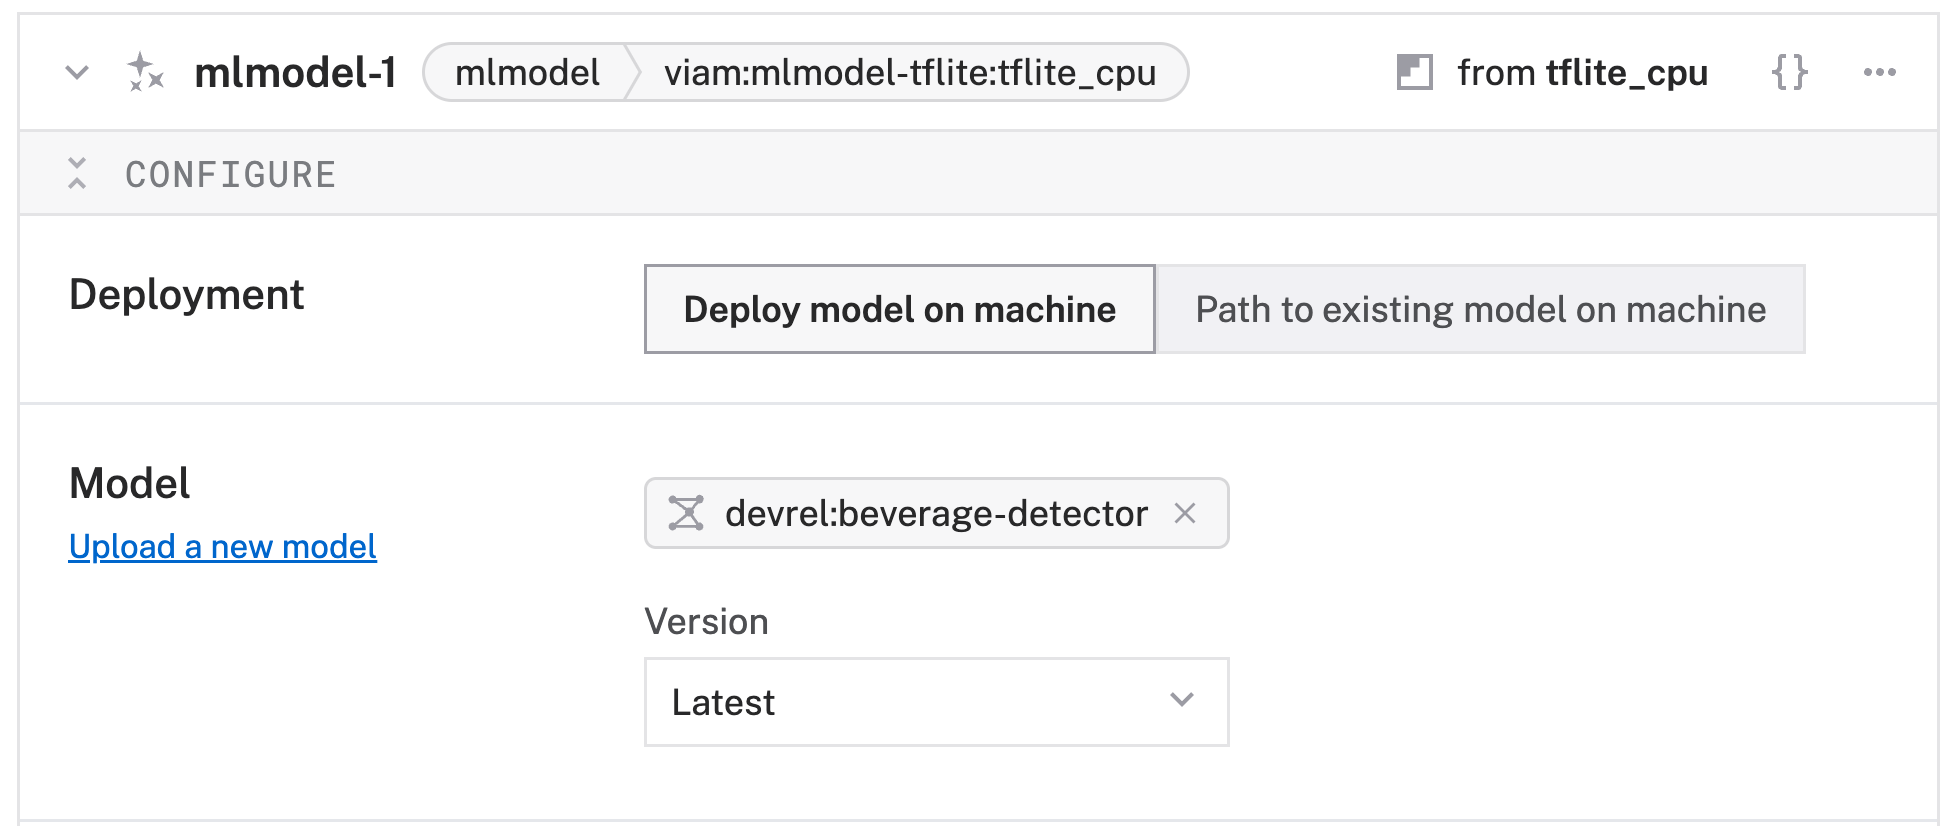 mlmodel-1 mlmodel viam:mlmodel-tflite:tflite_cpu from tflite_cpu {} ...
CONFIGURE
Deployment Deploy model on machine Path to existing model on machine
Model devrel:beverage-detector
Upload a new model
Version
Latest